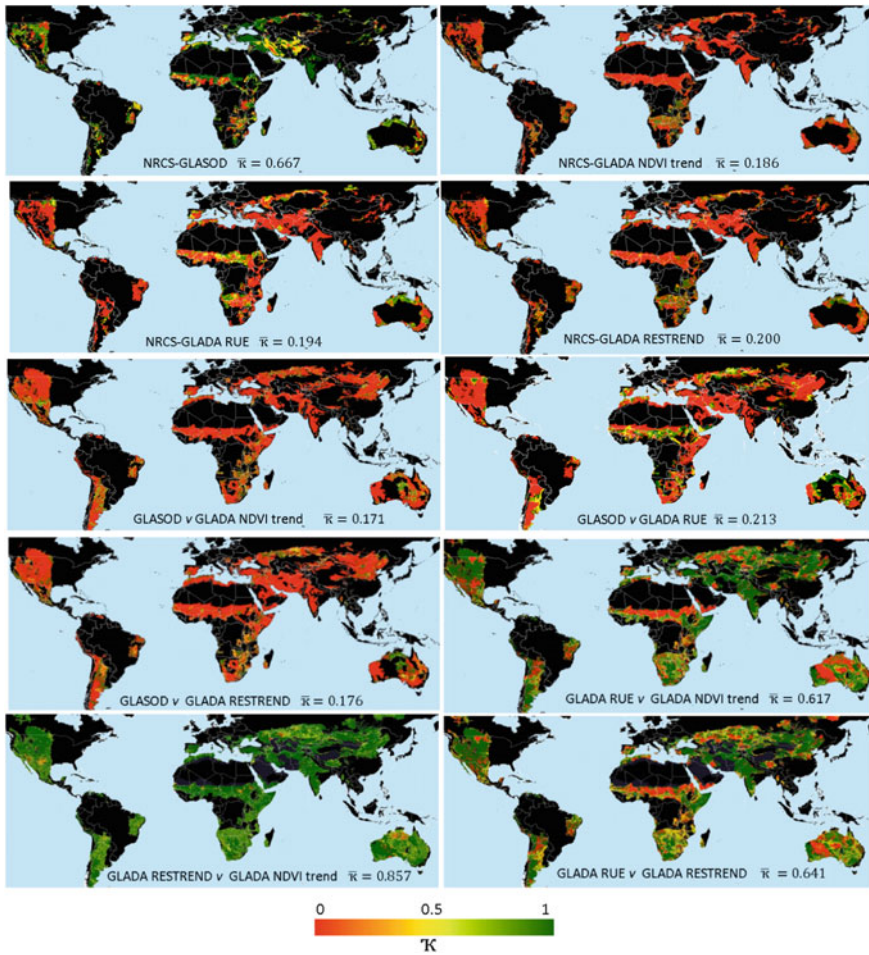 NRCS-GLASOD κ̅ = 0.667
NRCS-GLADA NDVI trend κ̅ = 0.186
NRCS-GLADA RUE κ̅ = 0.194
NRCS-GLADA RESTREND κ̅ = 0.200
GLASOD v GLADA NDVI trend κ̅ = 0.171
GLASOD v GLADA RUE κ̅ = 0.213
GLASOD v GLADA RESTREND κ̅ = 0.176
GLADA RUE v GLADA NDVI trend κ̅ = 0.617
GLADA RESTREND v GLADA NDVI trend κ̅ = 0.857
GLADA RUE v GLADA RESTREND κ̅ = 0.641
0 0.5 1
κ